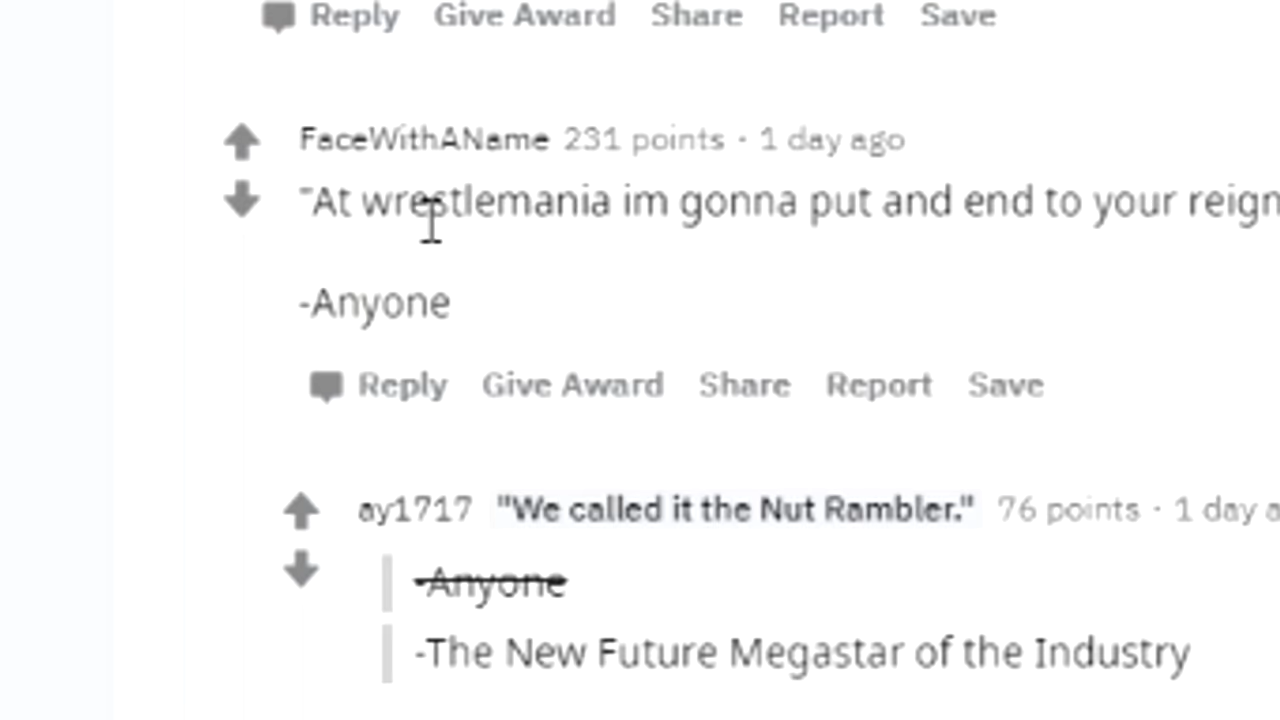 Reply Give Award Share Report Save
FaceWithAName 231 points · 1 day ago
"At wrestlemania im gonna put and end to your reign
-Anyone
Reply Give Award Share Report Save
ay1717 "We called it the Nut Rambler." 76 points · 1 day a
-Anyone
-The New Future Megastar of the Industry